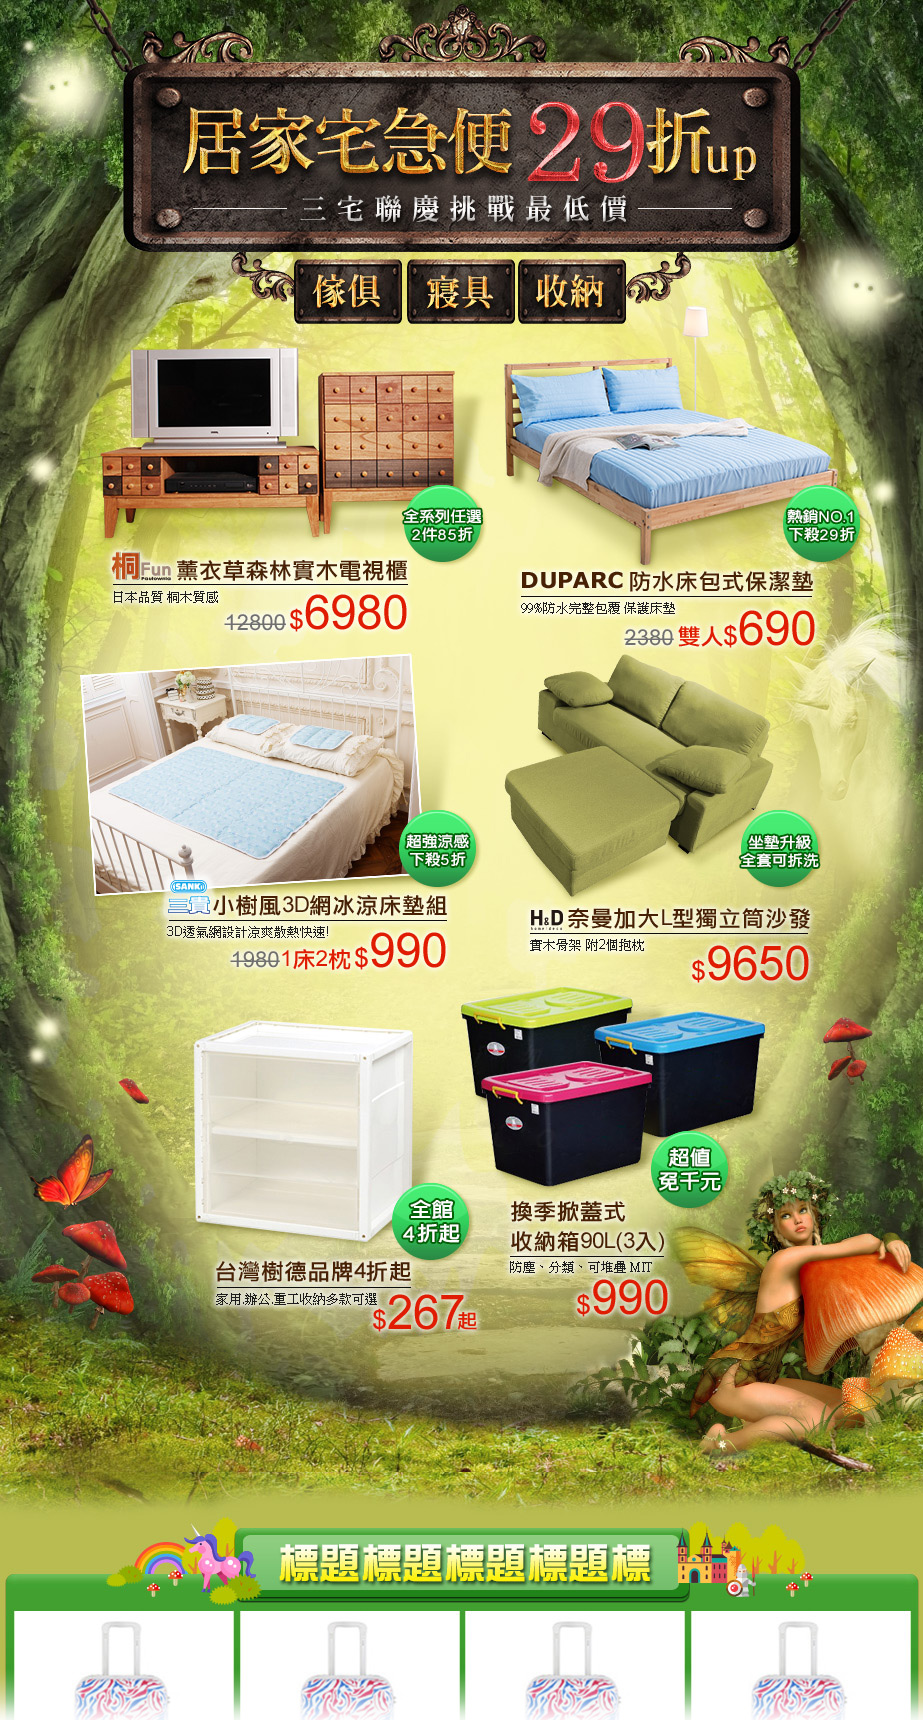 居家宅急便29折up
三宅聯慶挑戰最低價
傢俱 寢具 收納
全系列任選
2件85折
桐Fun 薰衣草森林實木電視櫃
Paulownia
日本品質 桐木質感
12800 $6980
熱銷NO.1
下殺29折
DUPARC 防水床包式保潔墊
99%防水完整包覆 保護床墊
2380 雙人$690
超強涼感
下殺5折
SANKI
三貴 小樹風3D網冰涼床墊組
3D透氣網設計涼爽散熱快速!
1980 1床2枕 $990
坐墊升級
全套可拆洗
H&D 奈曼加大L型獨立筒沙發
home|deco
實木骨架 附2個抱枕
$9650
全館
4折起
台灣樹德品牌4折起
家用.辦公.重工收納多款可選
$267起
超值
免千元
換季掀蓋式
收納箱90L(3入)
防塵、分類、可堆疊 MIT
$990
標題標題標題標題標